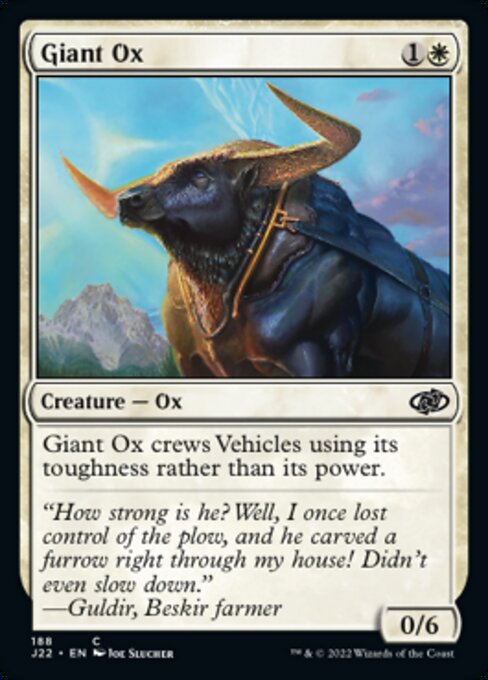 Giant Ox 1
Creature — Ox
Giant Ox crews Vehicles using its
toughness rather than its power.
“How strong is he? Well, I once lost
control of the plow, and he carved a
furrow right through my house! Didn’t
even slow down.”
—Guldir, Beskir farmer
0/6
188 C
J22 • EN Joe Slucher
™ & © 2022 Wizards of the Coast